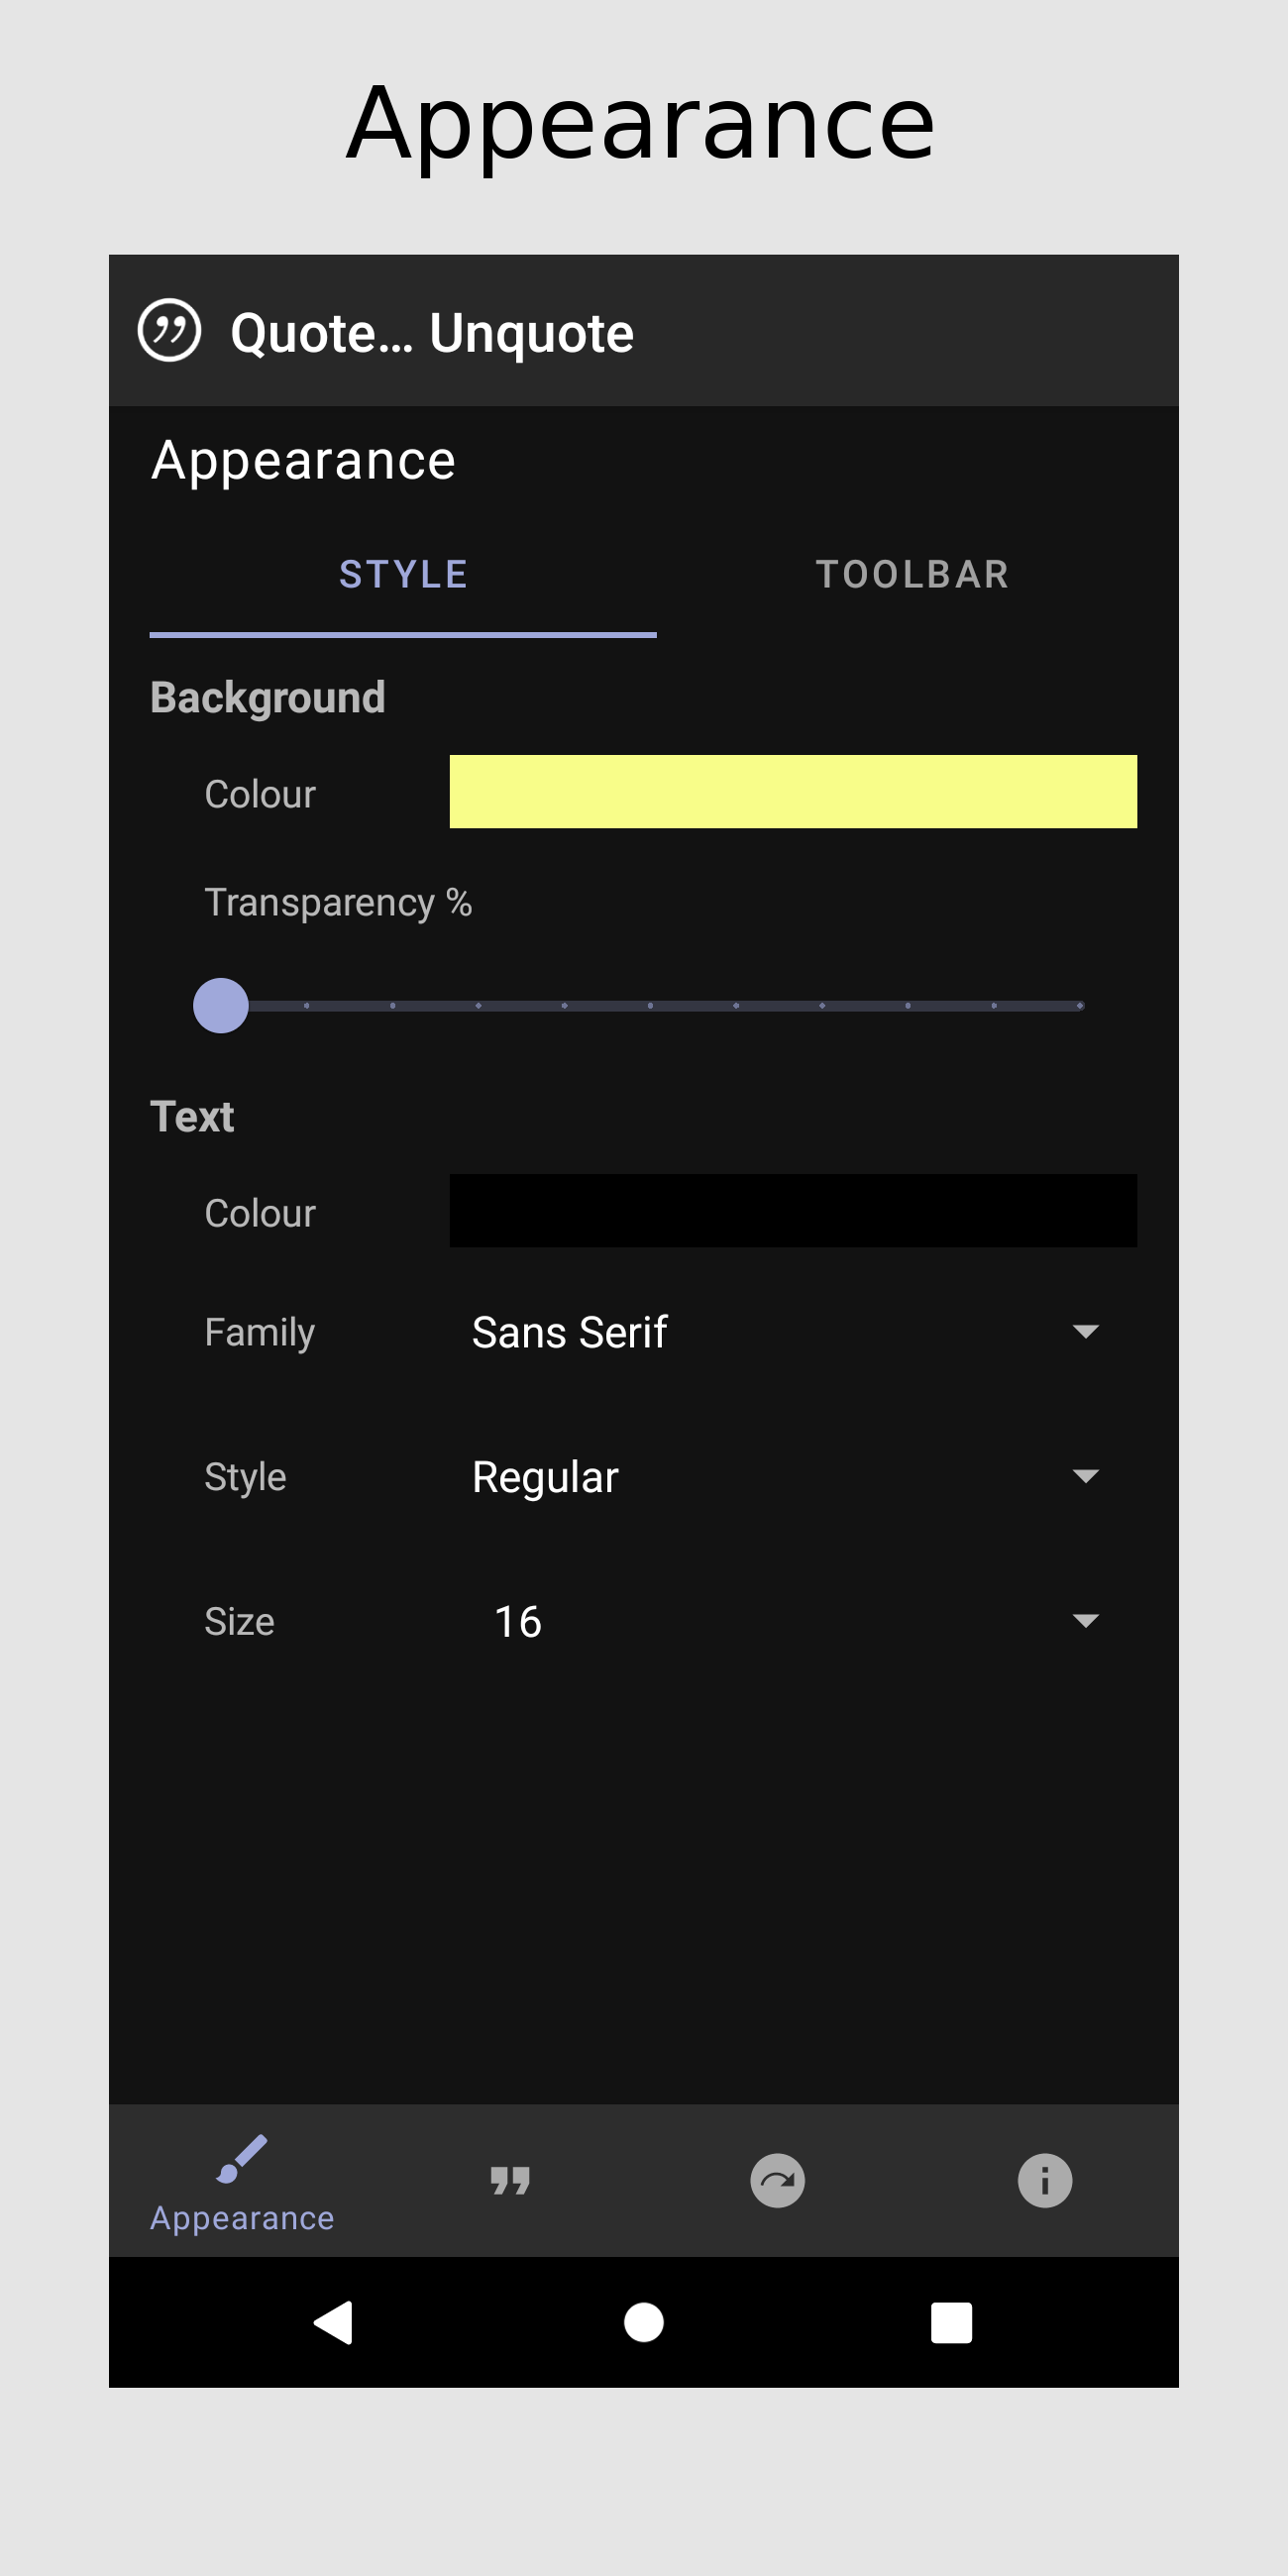 Appearance
Quote... Unquote
Appearance
STYLE TOOLBAR
Background
Colour
Transparency %
Text
Colour
Family Sans Serif
Style Regular
Size 16
Appearance